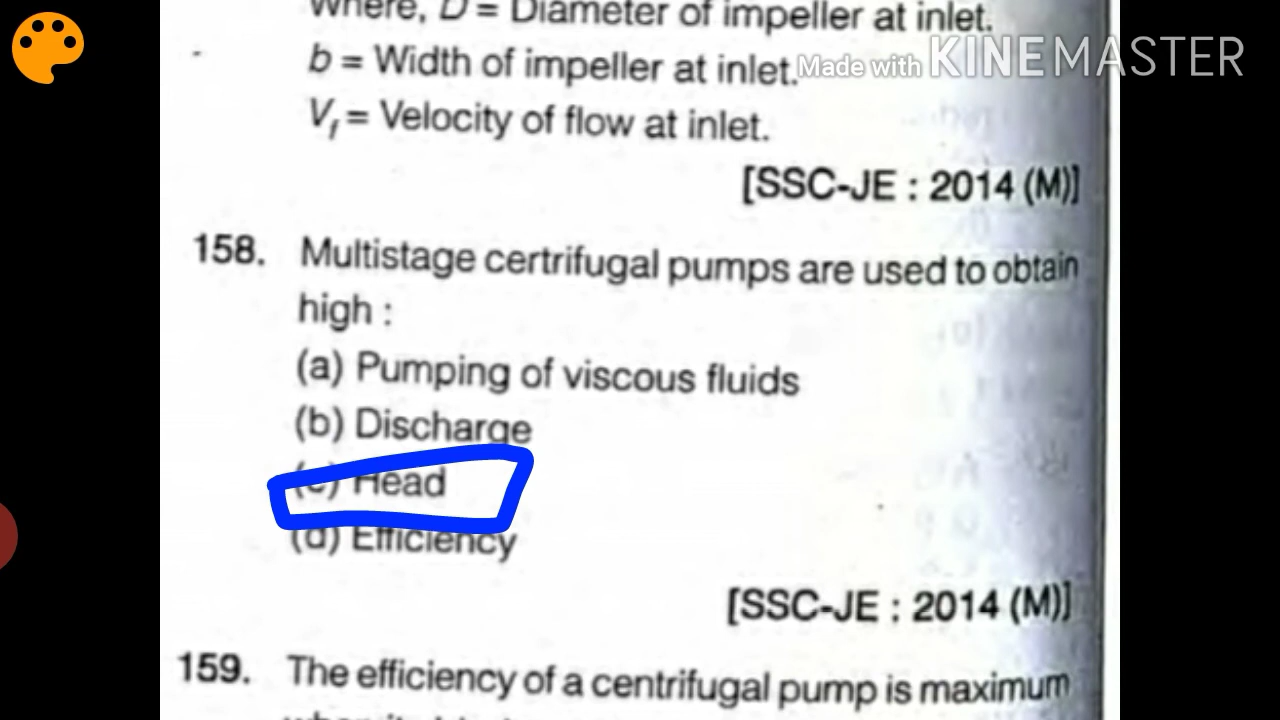 Where, D = Diameter of impeller at inlet.
b = Width of impeller at inlet.
Made with KINEMASTER
V_f = Velocity of flow at inlet.
[SSC-JE : 2014 (M)]
158. Multistage certrifugal pumps are used to obtain
high :
(a) Pumping of viscous fluids
(b) Discharge
(c) Head
(d) Efficiency
[SSC-JE : 2014 (M)]
159. The efficiency of a centrifugal pump is maximum